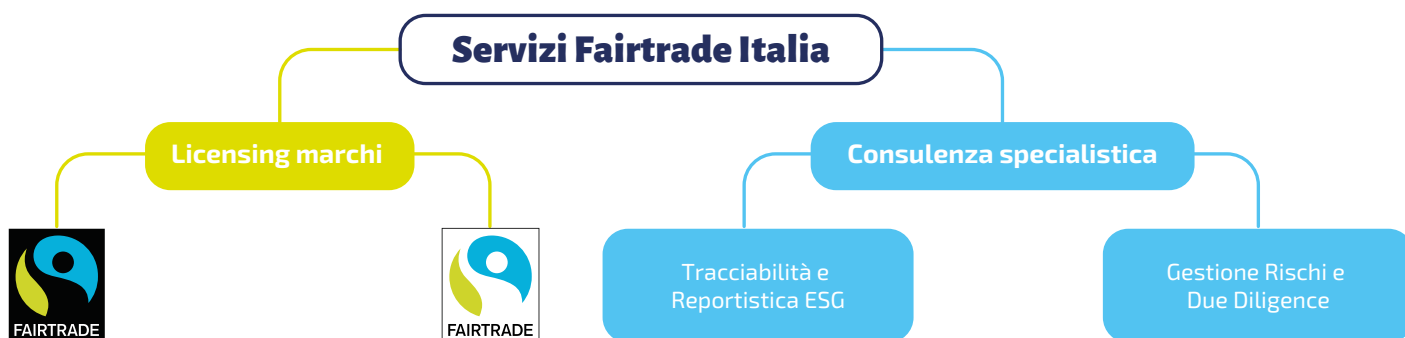 Servizi Fairtrade Italia
Licensing marchi
Consulenza specialistica
FAIRTRADE
FAIRTRADE
Tracciabilità e
Reportistica ESG
Gestione Rischi e
Due Diligence